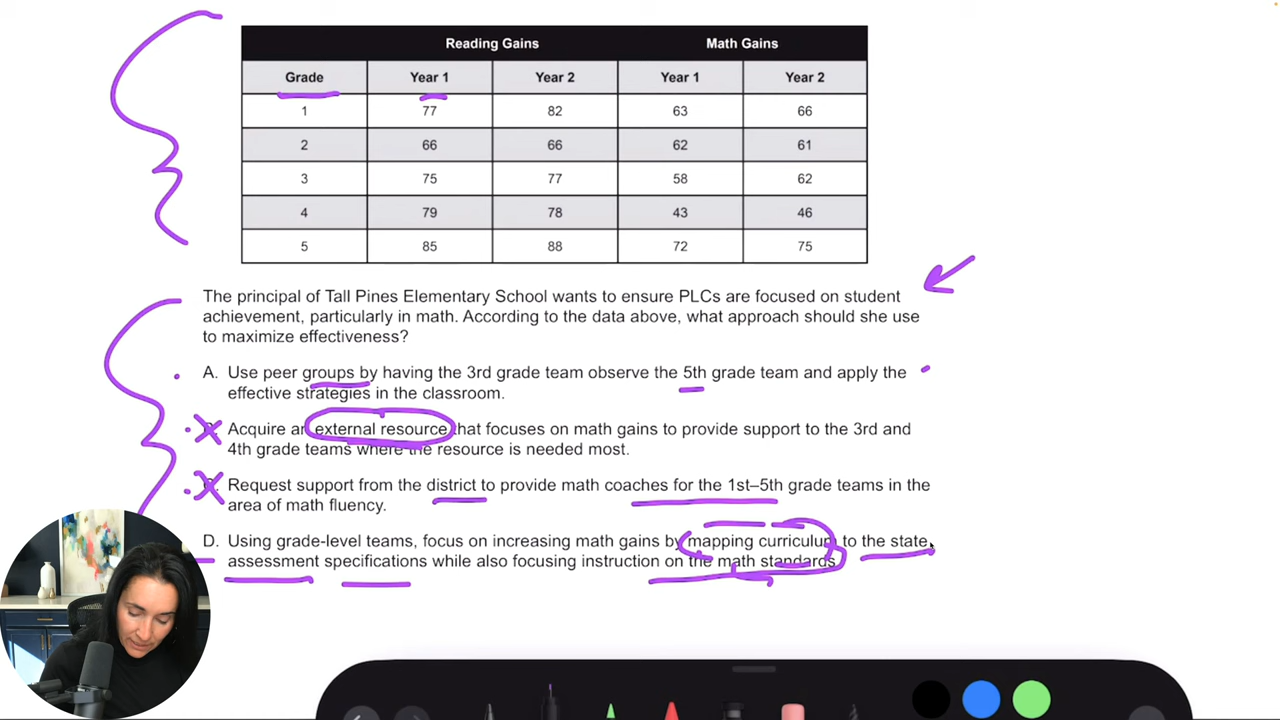 Reading Gains Math Gains
Grade Year 1 Year 2 Year 1 Year 2
1 77 82 63 66
2 66 66 62 61
3 75 77 58 62
4 79 78 43 46
5 85 88 72 75
The principal of Tall Pines Elementary School wants to ensure PLCs are focused on student
achievement, particularly in math. According to the data above, what approach should she use
to maximize effectiveness?
A. Use peer groups by having the 3rd grade team observe the 5th grade team and apply the
effective strategies in the classroom.
Acquire an external resource that focuses on math gains to provide support to the 3rd and
4th grade teams where the resource is needed most.
Request support from the district to provide math coaches for the 1st–5th grade teams in the
area of math fluency.
D. Using grade-level teams, focus on increasing math gains by mapping curriculum to the state
assessment specifications while also focusing instruction on the math standards.